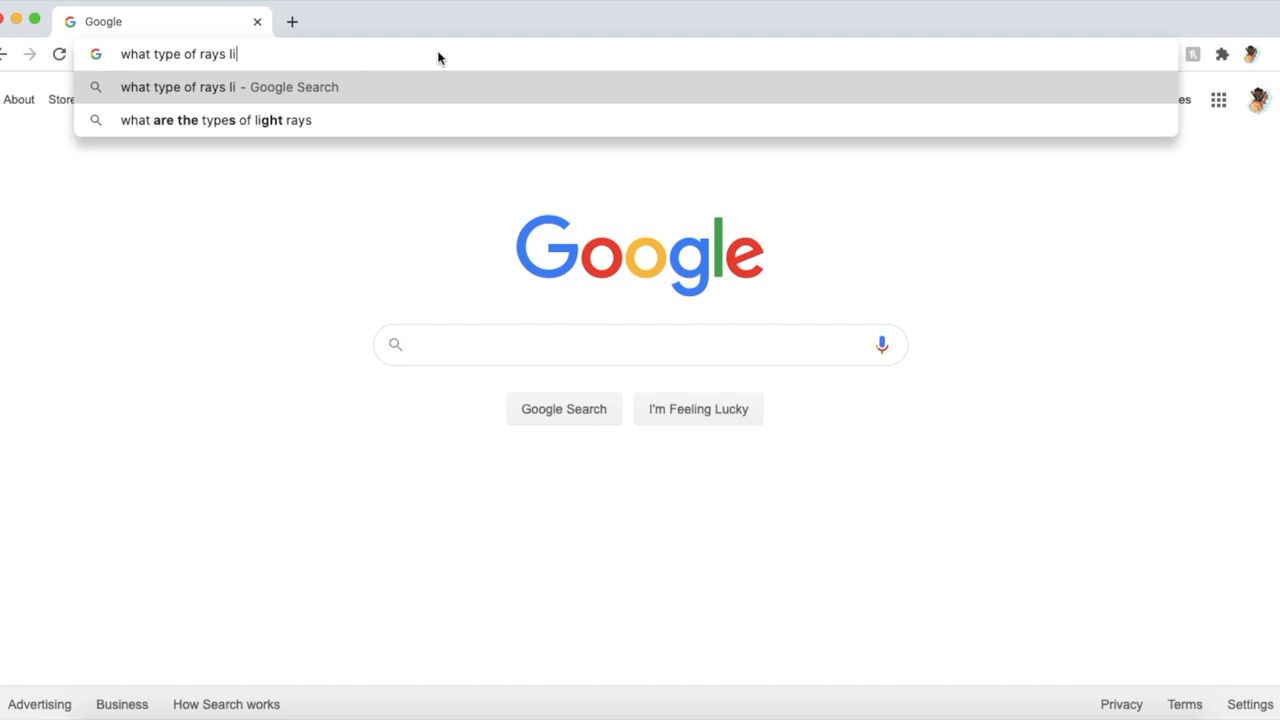 Google
what type of rays li
what type of rays li - Google Search
what are the types of light rays
About Store
es
Google
Google Search I'm Feeling Lucky
Advertising Business How Search works Privacy Terms Settings